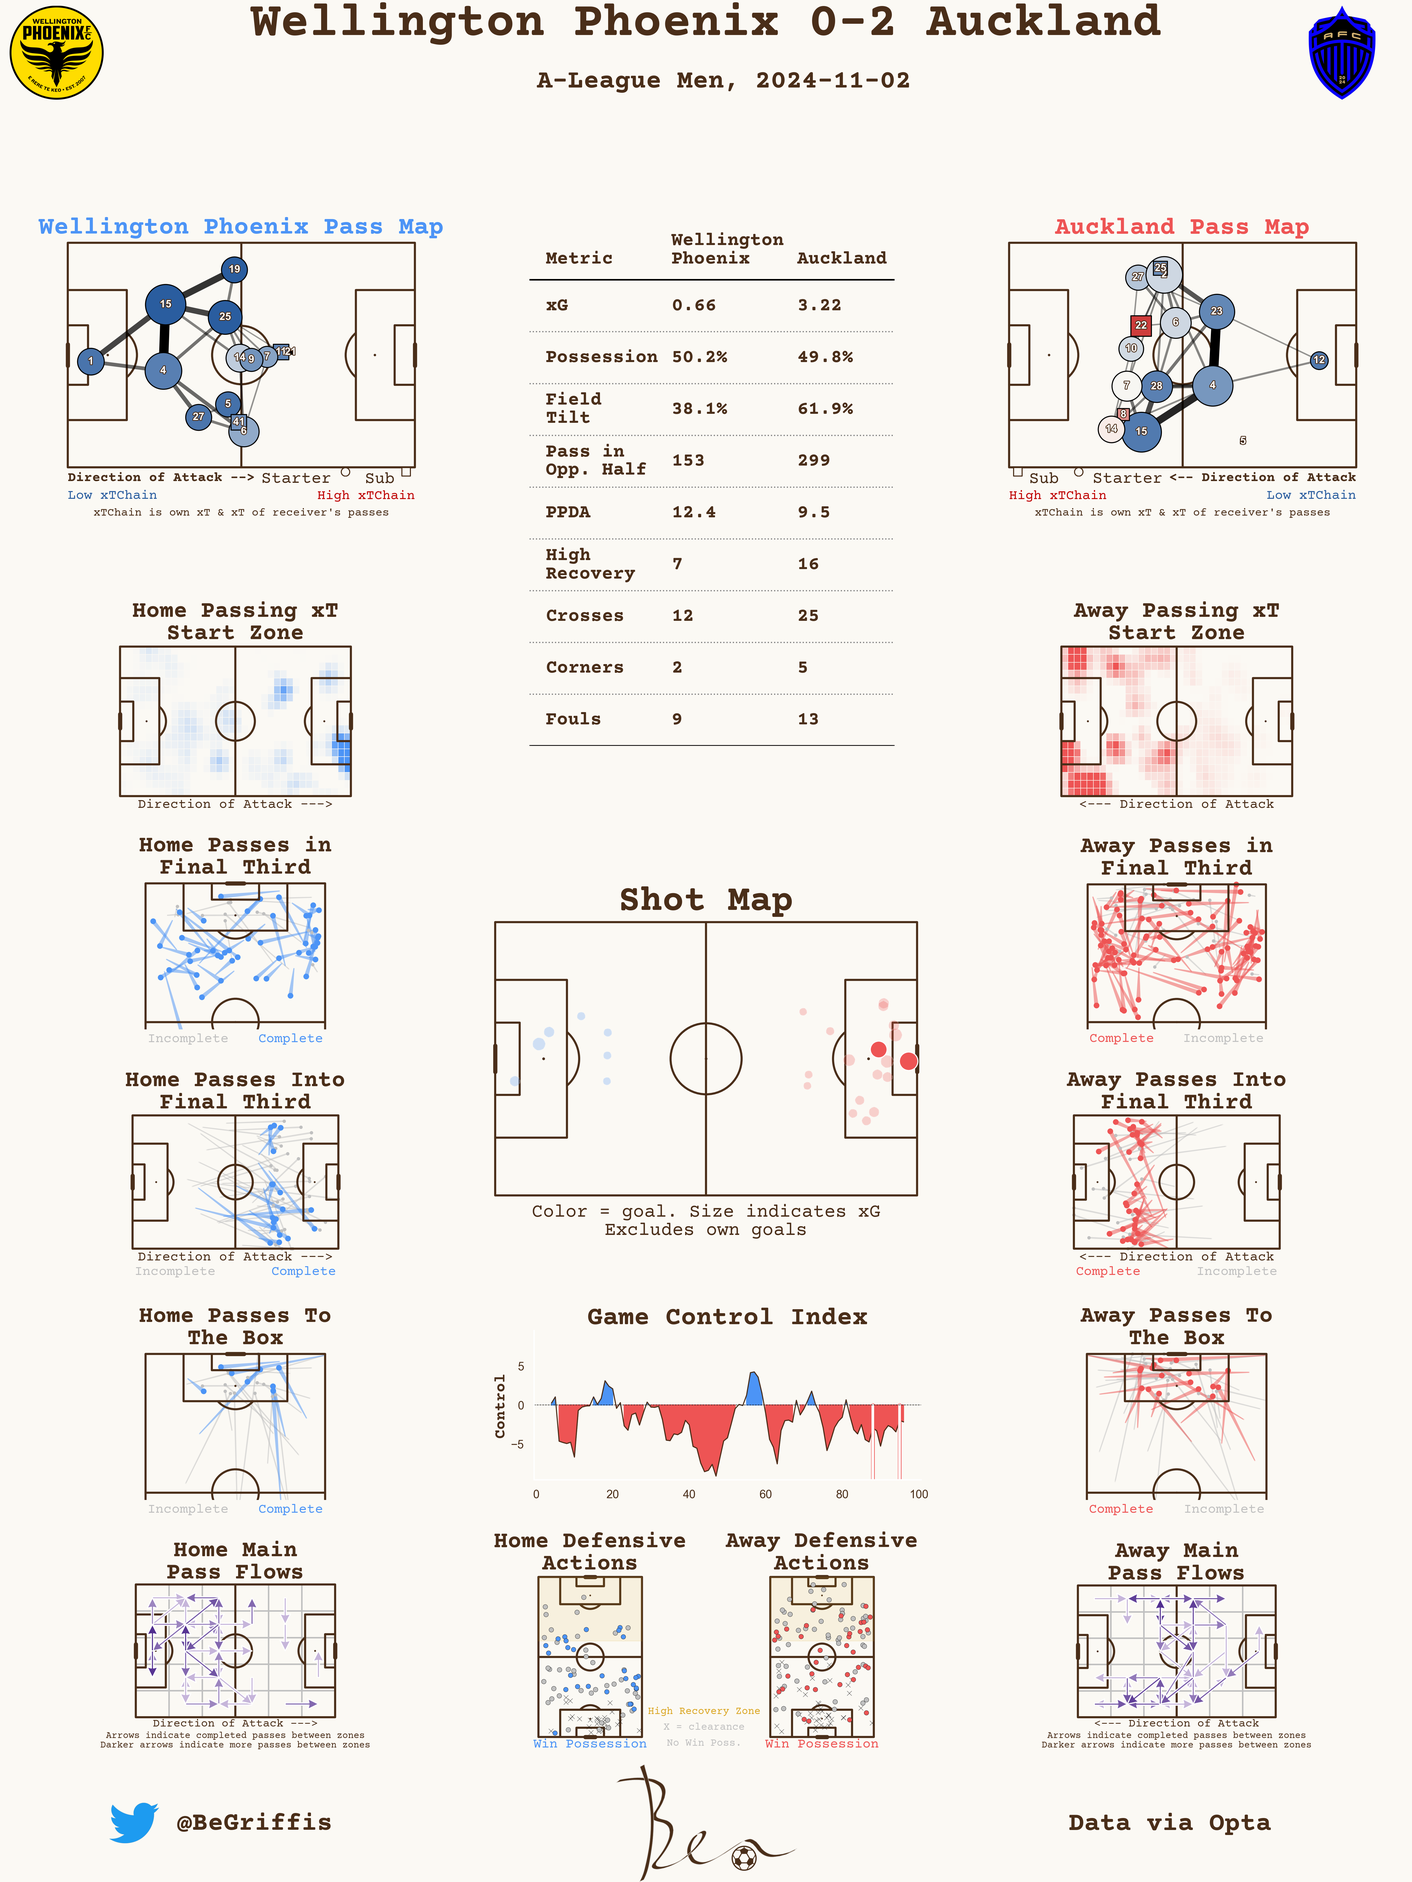 Wellington Phoenix 0-2 Auckland
A-League Men, 2024-11-02
WELLINGTON
PHOENIX
FC
E RERE TE KEO • EST. 2007
AFC
Wellington Phoenix Pass Map
19
15
25
1
4
14
9
7
11
21
5
27
41
6
Direction of Attack --> Starter Sub
Low xTChain High xTChain
xTChain is own xT & xT of receiver's passes
Metric Wellington Phoenix Auckland
xG 0.66 3.22
Possession 50.2% 49.8%
Field Tilt 38.1% 61.9%
Pass in Opp. Half 153 299
PPDA 12.4 9.5
High Recovery 7 16
Crosses 12 25
Corners 2 5
Fouls 9 13
Auckland Pass Map
27
25
2
23
22
6
10
12
7
28
4
8
14
15
5
Sub Starter <-- Direction of Attack
High xTChain Low xTChain
xTChain is own xT & xT of receiver's passes
Home Passing xT
Start Zone
Direction of Attack --->
Away Passing xT
Start Zone
<--- Direction of Attack
Home Passes in
Final Third
Incomplete Complete
Away Passes in
Final Third
Complete Incomplete
Shot Map
Color = goal. Size indicates xG
Excludes own goals
Home Passes Into
Final Third
Direction of Attack --->
Incomplete Complete
Away Passes Into
Final Third
<--- Direction of Attack
Complete Incomplete
Home Passes To
The Box
Incomplete Complete
Game Control Index
Control
5
0
−5
0 20 40 60 80 100
Away Passes To
The Box
Complete Incomplete
Home Main
Pass Flows
Direction of Attack --->
Arrows indicate completed passes between zones
Darker arrows indicate more passes between zones
Home Defensive
Actions
Win Possession
High Recovery Zone
X = clearance
No Win Poss.
Away Defensive
Actions
Win Possession
Away Main
Pass Flows
<--- Direction of Attack
Arrows indicate completed passes between zones
Darker arrows indicate more passes between zones
@BeGriffis
Ben
Data via Opta